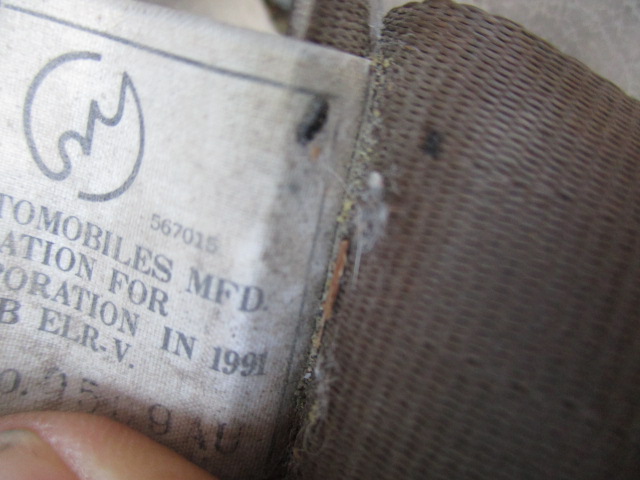 567015
TOMOBILES MFD.
ATION FOR
PORATION IN 1991
B ELR-V.